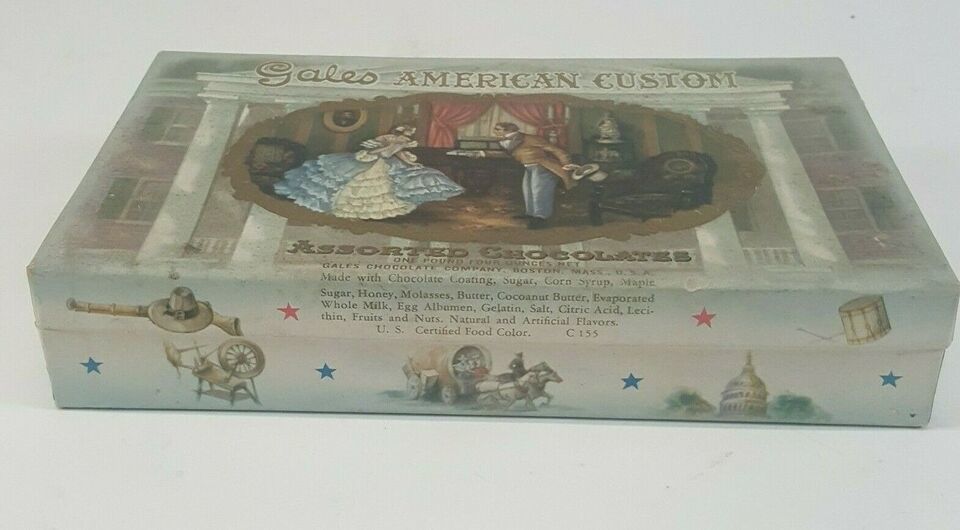 Gales AMERICAN CUSTOM
ASSORTED CHOCOLATES
ONE POUND FOUR OUNCES NET
GALES CHOCOLATE COMPANY, BOSTON, MASS., U.S.A.
Made with Chocolate Coating, Sugar, Corn Syrup, Maple
Sugar, Honey, Molasses, Butter, Cocoanut Butter, Evaporated
Whole Milk, Egg Albumen, Gelatin, Salt, Citric Acid, Leci-
thin, Fruits and Nuts. Natural and Artificial Flavors.
U. S. Certified Food Color. C 155